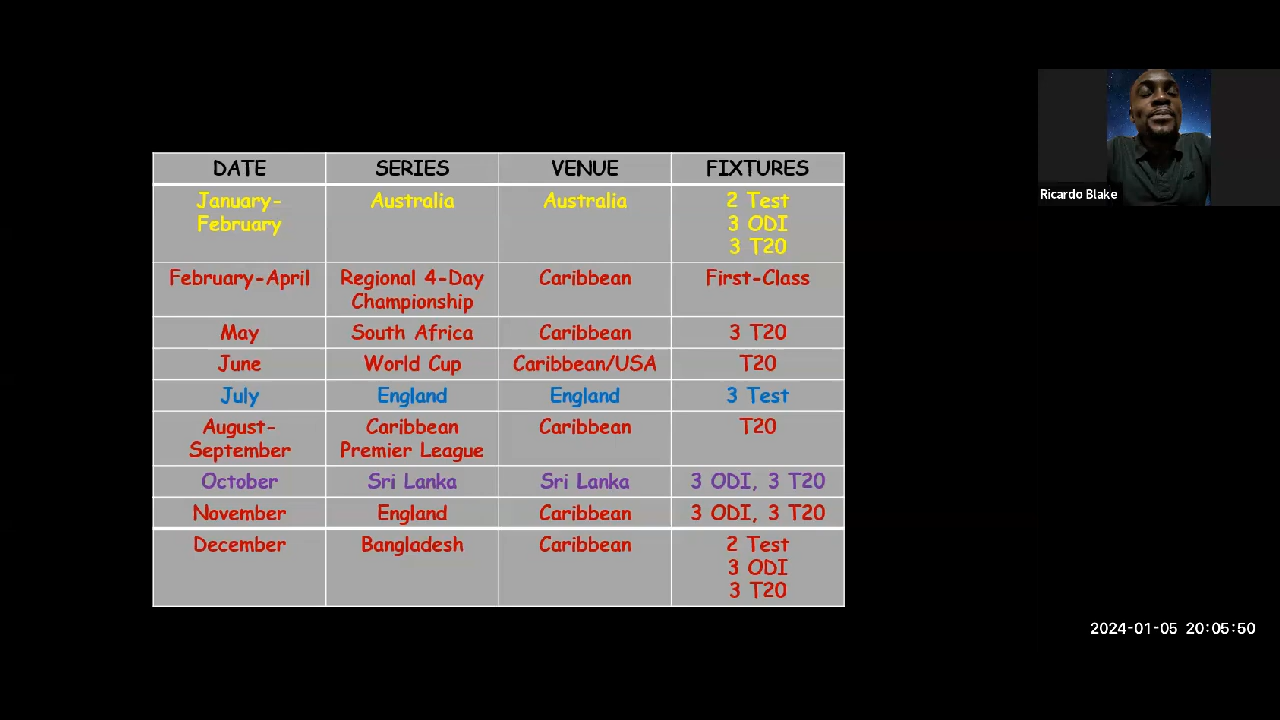 DATE SERIES VENUE FIXTURES
January- Australia Australia 2 Test
February 3 ODI
3 T20
February-April Regional 4-Day Caribbean First-Class
Championship
May South Africa Caribbean 3 T20
June World Cup Caribbean/USA T20
July England England 3 Test
August- Caribbean Caribbean T20
September Premier League
October Sri Lanka Sri Lanka 3 ODI, 3 T20
November England Caribbean 3 ODI, 3 T20
December Bangladesh Caribbean 2 Test
3 ODI
3 T20
Ricardo Blake
2024-01-05 20:05:50